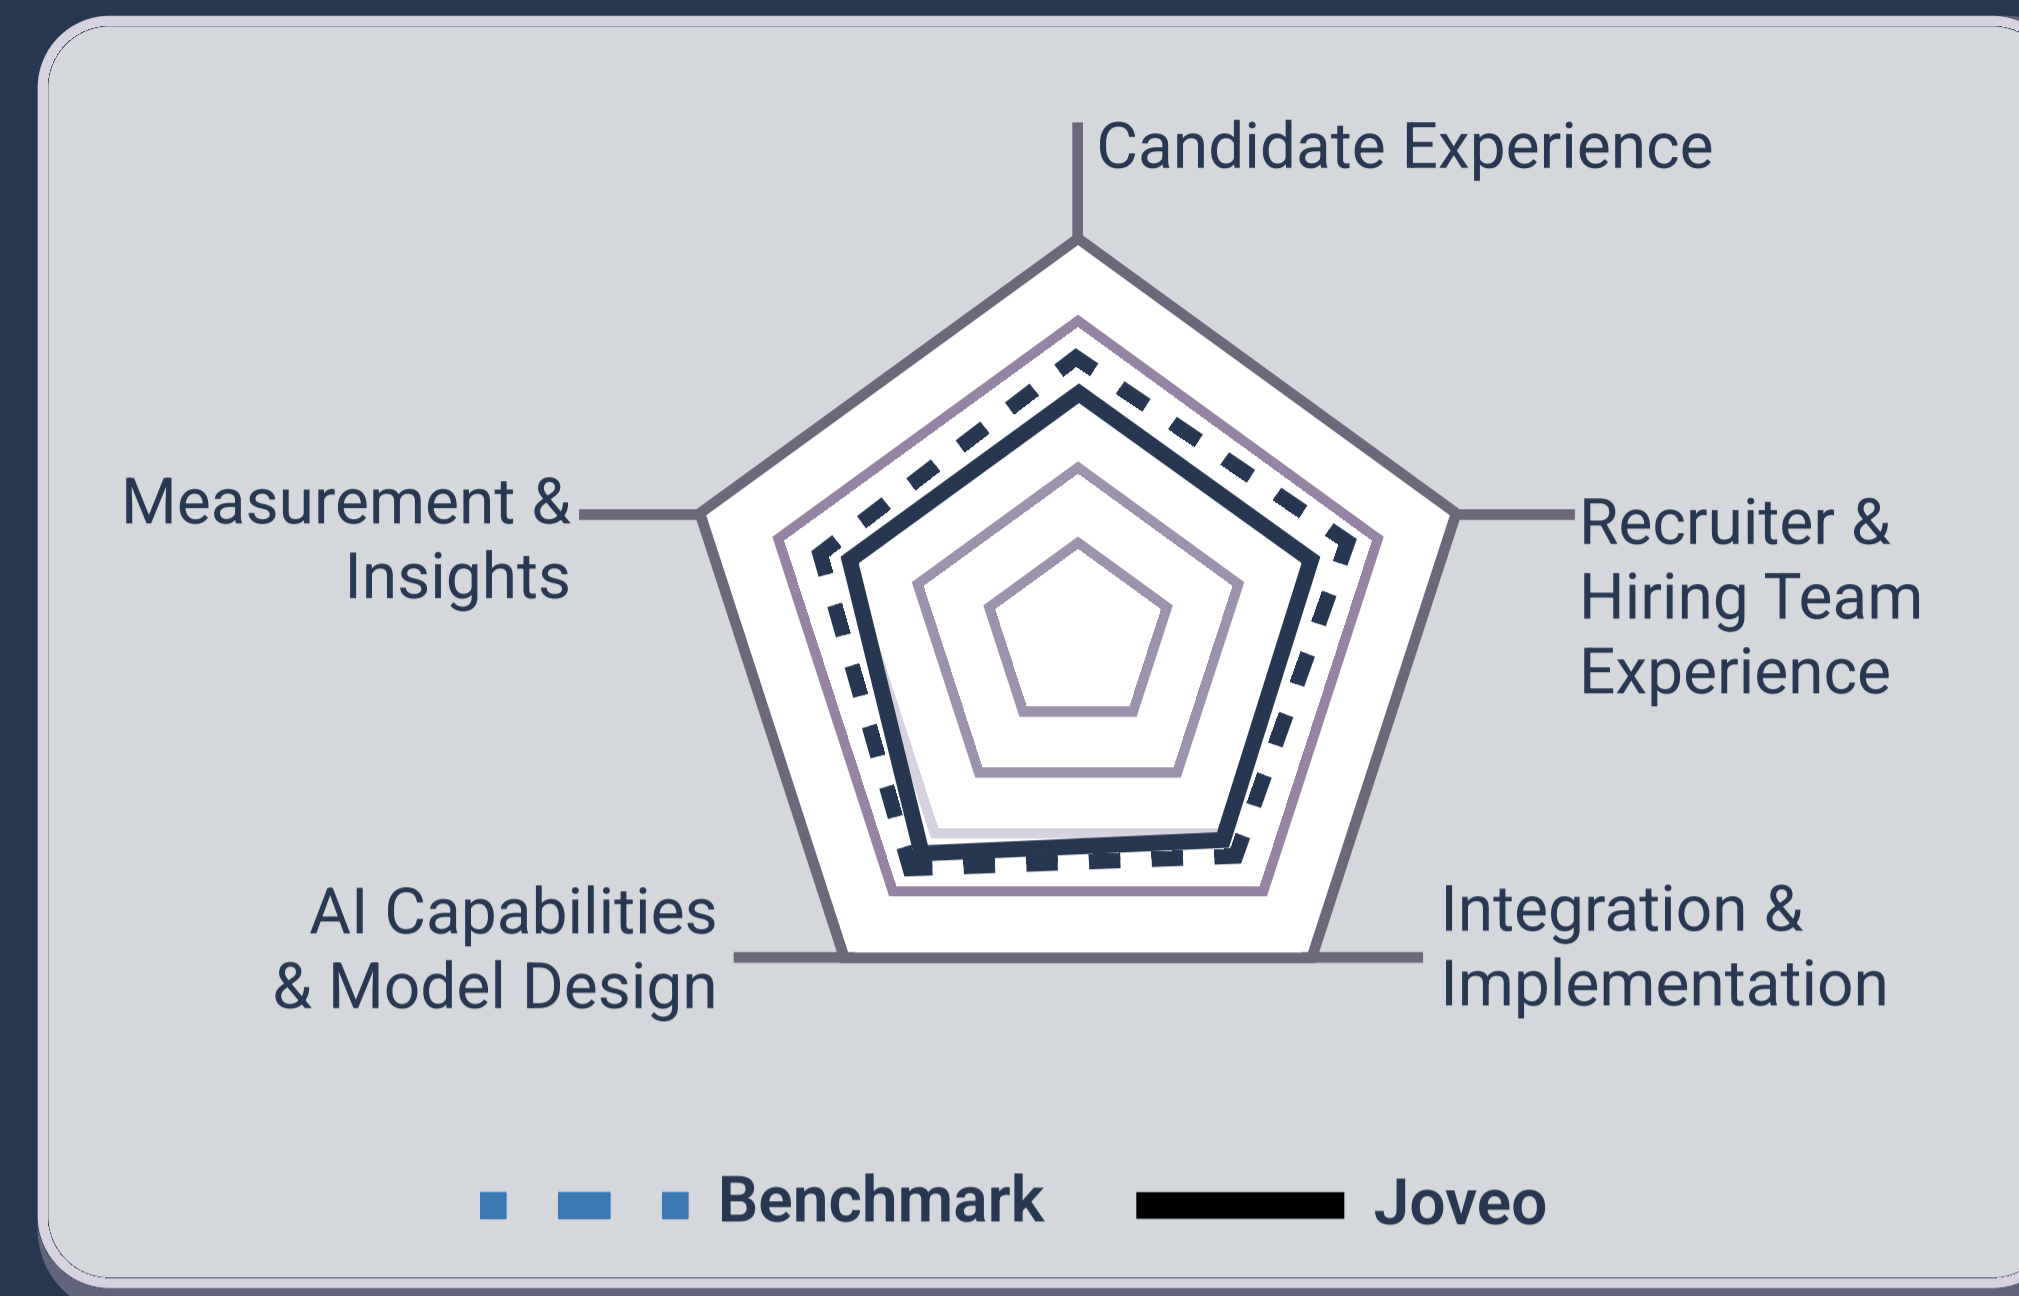 Candidate Experience
Measurement &
Insights
Recruiter &
Hiring Team
Experience
AI Capabilities
& Model Design
Integration &
Implementation
Benchmark
Joveo